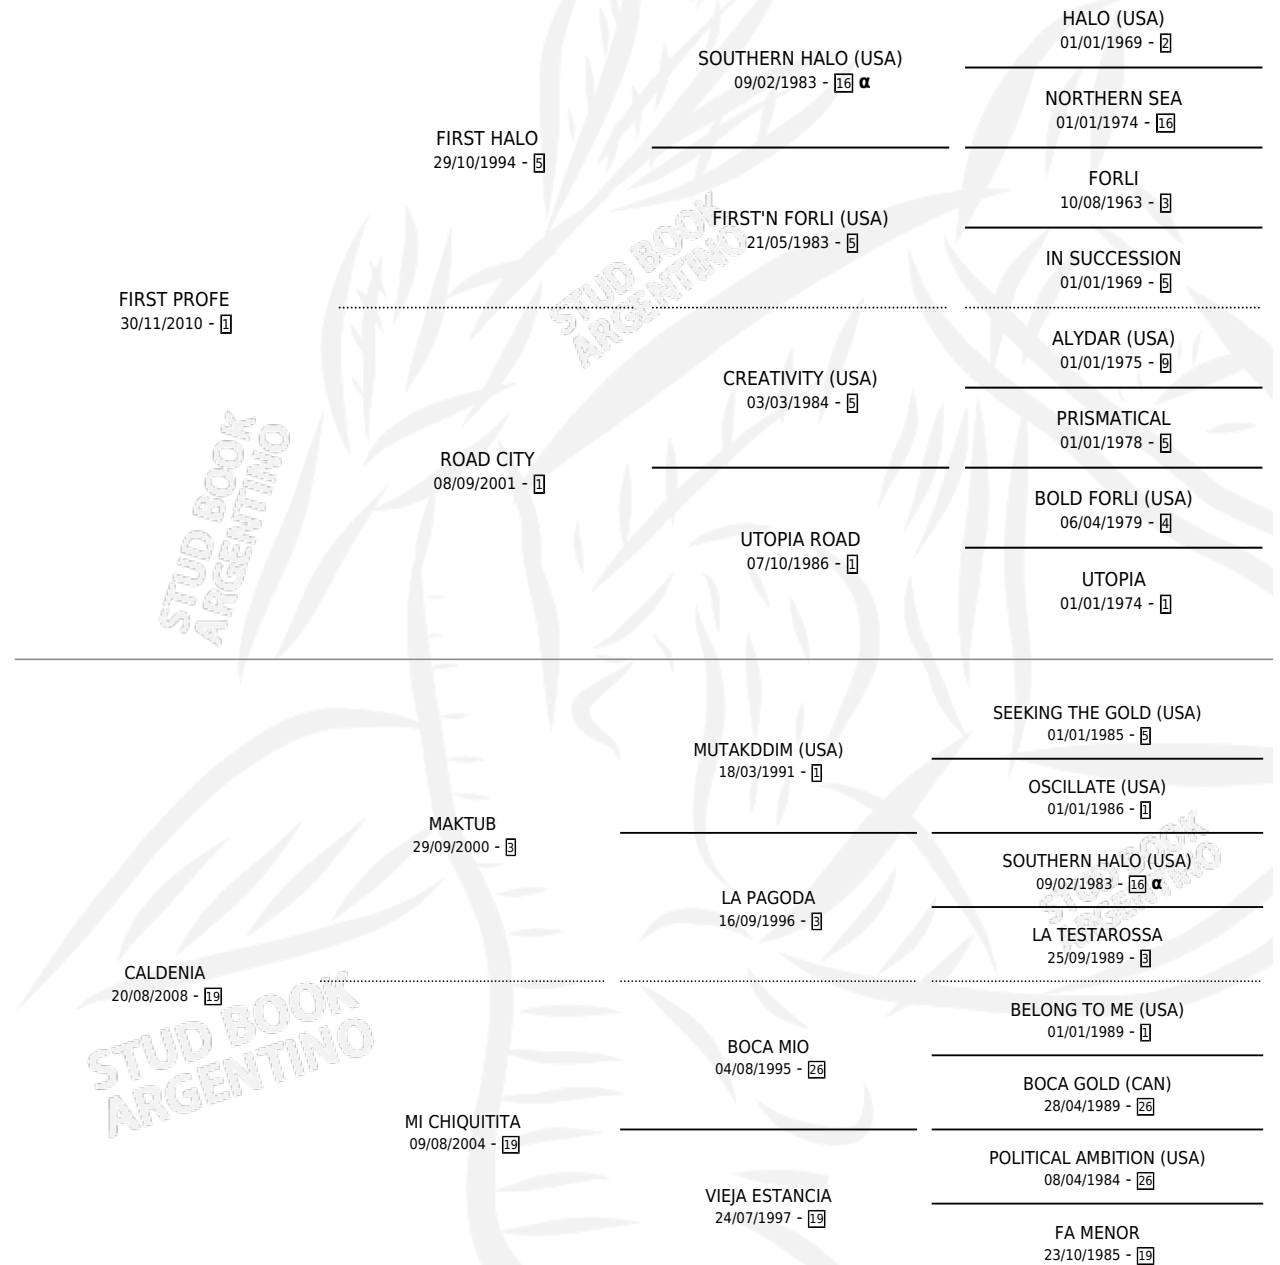 HALO (USA)
01/01/1969 - 2
SOUTHERN HALO (USA)
09/02/1983 - 16 α
NORTHERN SEA
01/01/1974 - 16
FIRST HALO
29/10/1994 - 5
FORLI
10/08/1963 - 3
FIRST'N FORLI (USA)
21/05/1983 - 5
IN SUCCESSION
01/01/1969 - 5
FIRST PROFE
30/11/2010 - 1
ALYDAR (USA)
01/01/1975 - 9
CREATIVITY (USA)
03/03/1984 - 5
PRISMATICAL
01/01/1978 - 5
ROAD CITY
08/09/2001 - 1
BOLD FORLI (USA)
06/04/1979 - 4
UTOPIA ROAD
07/10/1986 - 1
UTOPIA
01/01/1974 - 1
SEEKING THE GOLD (USA)
01/01/1985 - 5
MUTAKDDIM (USA)
18/03/1991 - 1
OSCILLATE (USA)
01/01/1986 - 1
MAKTUB
29/09/2000 - 3
SOUTHERN HALO (USA)
09/02/1983 - 16 α
LA PAGODA
16/09/1996 - 3
LA TESTAROSSA
25/09/1989 - 3
CALDENIA
20/08/2008 - 19
BELONG TO ME (USA)
01/01/1989 - 1
BOCA MIO
04/08/1995 - 26
BOCA GOLD (CAN)
28/04/1989 - 26
MI CHIQUITITA
09/08/2004 - 19
POLITICAL AMBITION (USA)
08/04/1984 - 26
VIEJA ESTANCIA
24/07/1997 - 19
FA MENOR
23/10/1985 - 19
STUD BOOK
ARGENTINO
STUD BOOK
ARGENTINO
STUD BOOK
ARGENTINO
STUD BOOK
ARGENTINO